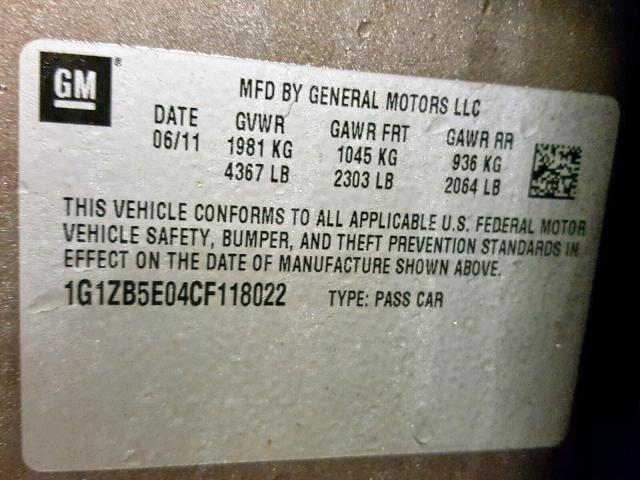 GM®
MFD BY GENERAL MOTORS LLC
DATE GVWR GAWR FRT GAWR RR
06/11 1981 KG 1045 KG 936 KG
4367 LB 2303 LB 2064 LB
THIS VEHICLE CONFORMS TO ALL APPLICABLE U.S. FEDERAL MOTOR
VEHICLE SAFETY, BUMPER, AND THEFT PREVENTION STANDARDS IN
EFFECT ON THE DATE OF MANUFACTURE SHOWN ABOVE.
1G1ZB5E04CF118022 TYPE: PASS CAR